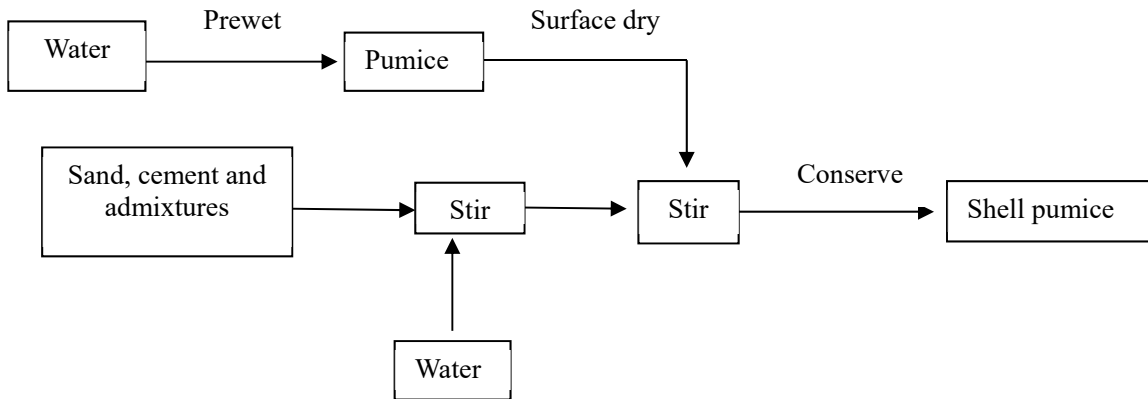 Prewet
Surface dry
Water
Pumice
Conserve
Sand, cement and
admixtures
Stir
Stir
Shell pumice
Water